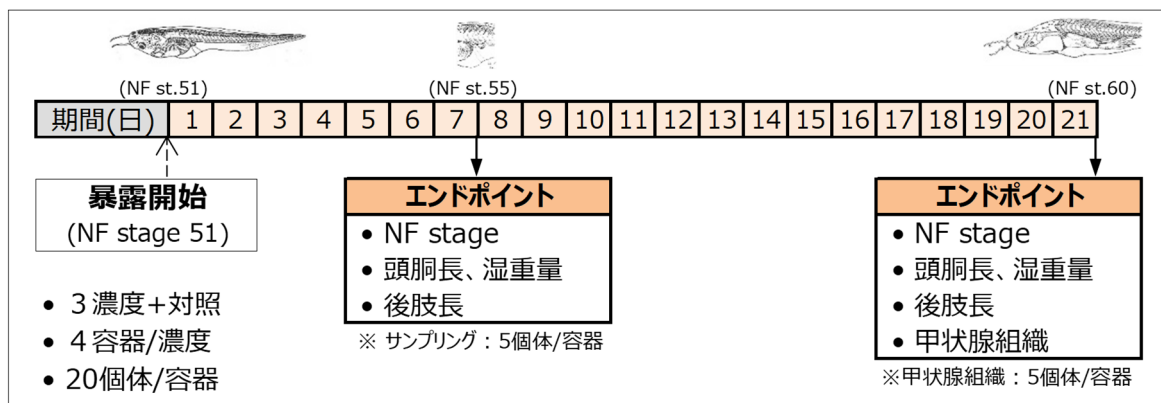 (NF st.51) (NF st.55) (NF st.60)
期間(日) 1 2 3 4 5 6 7 8 9 10 11 12 13 14 15 16 17 18 19 20 21
暴露開始
(NF stage 51)
• 3濃度+対照
• 4容器/濃度
• 20個体/容器
エンドポイント
• NF stage
• 頭胴長、湿重量
• 後肢長
※ サンプリング：5個体/容器
エンドポイント
• NF stage
• 頭胴長、湿重量
• 後肢長
• 甲状腺組織
※甲状腺組織：5個体/容器